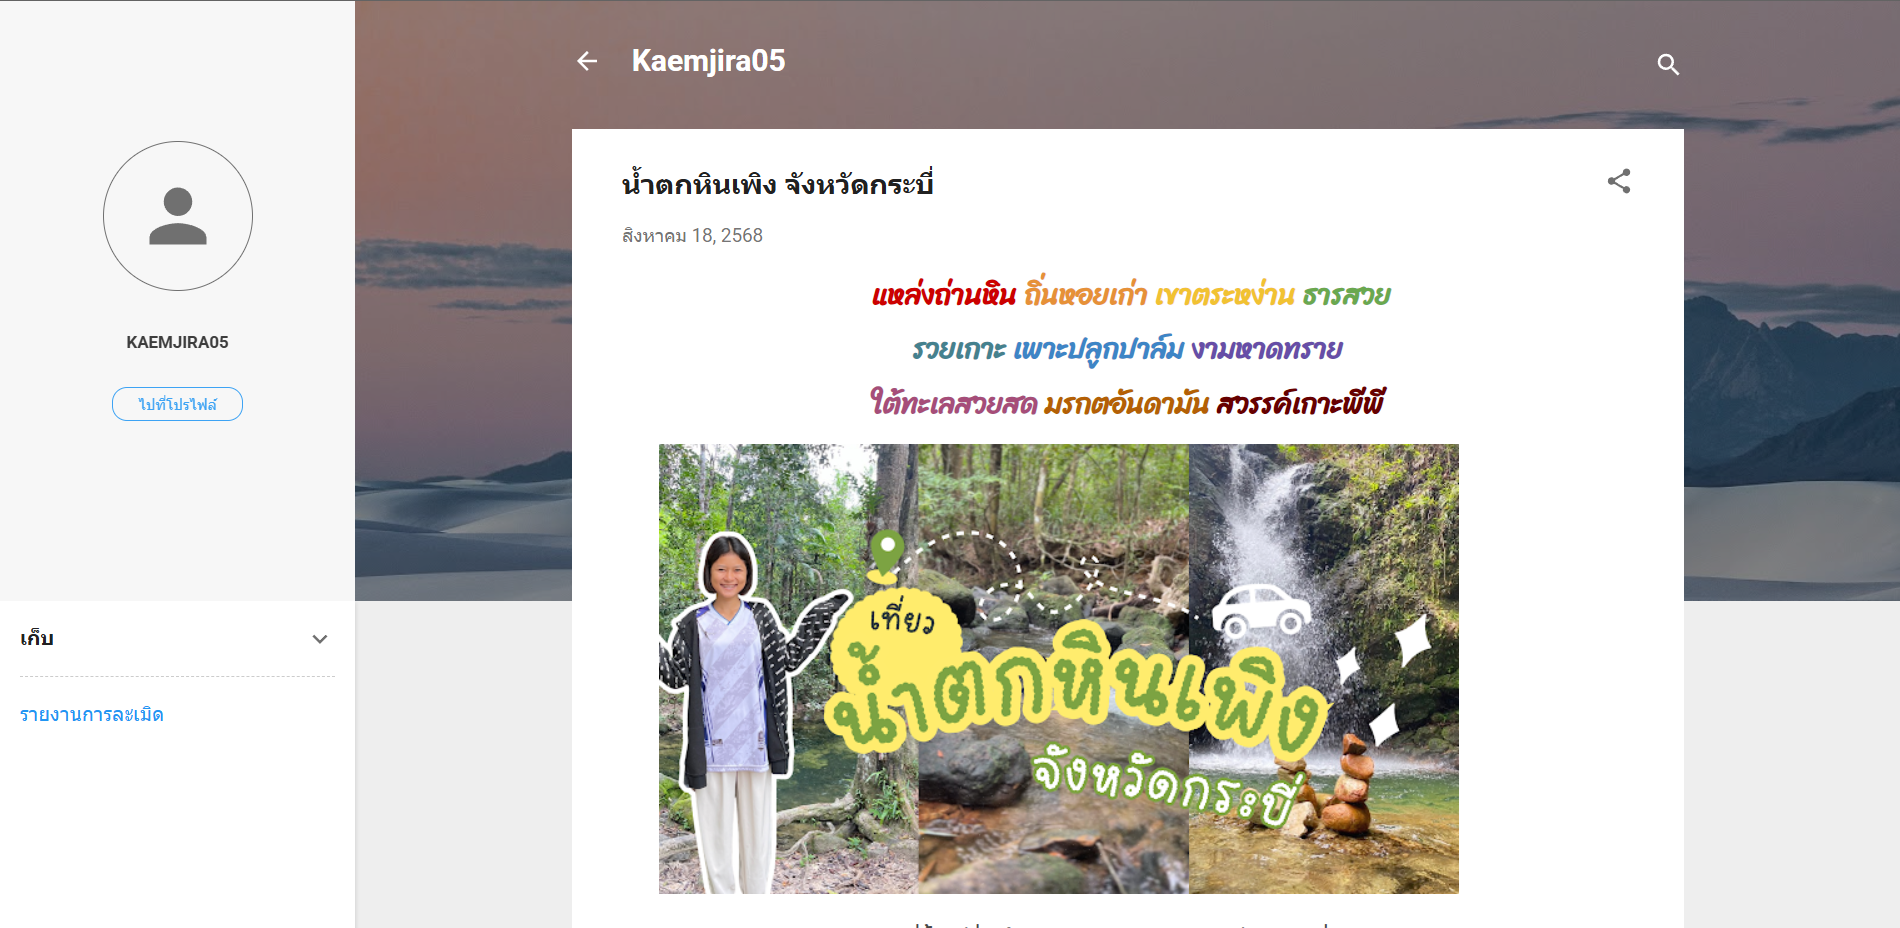 Kaemjira05
KAEMJIRA05
ไปที่โปรไฟล์
เก็บ
รายงานการละเมิด
น้ำตกหินเพิง จังหวัดกระบี่
สิงหาคม 18, 2568
แหล่งถ่านหิน ถิ่นหอยเก่า เขาตระหง่าน ธารสวย
รวยเกาะ เพาะปลูกปาล์ม งามหาดทราย
ใต้ทะเลสวยสด มรกตอันดามัน สวรรค์เกาะพีพี
เที่ยว
น้ำตกหินเพิง
จังหวัดกระบี่